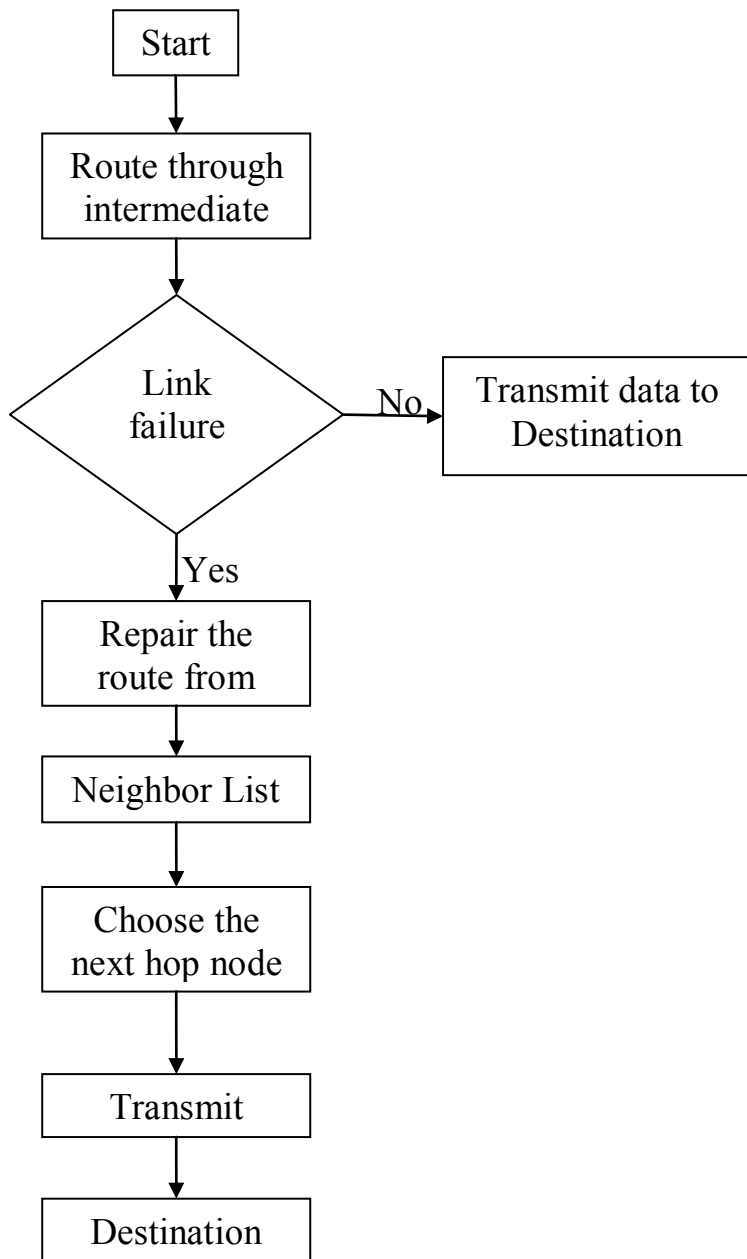 Start
Route through
intermediate
Link
failure
No
Transmit data to
Destination
Yes
Repair the
route from
Neighbor List
Choose the
next hop node
Transmit
Destination